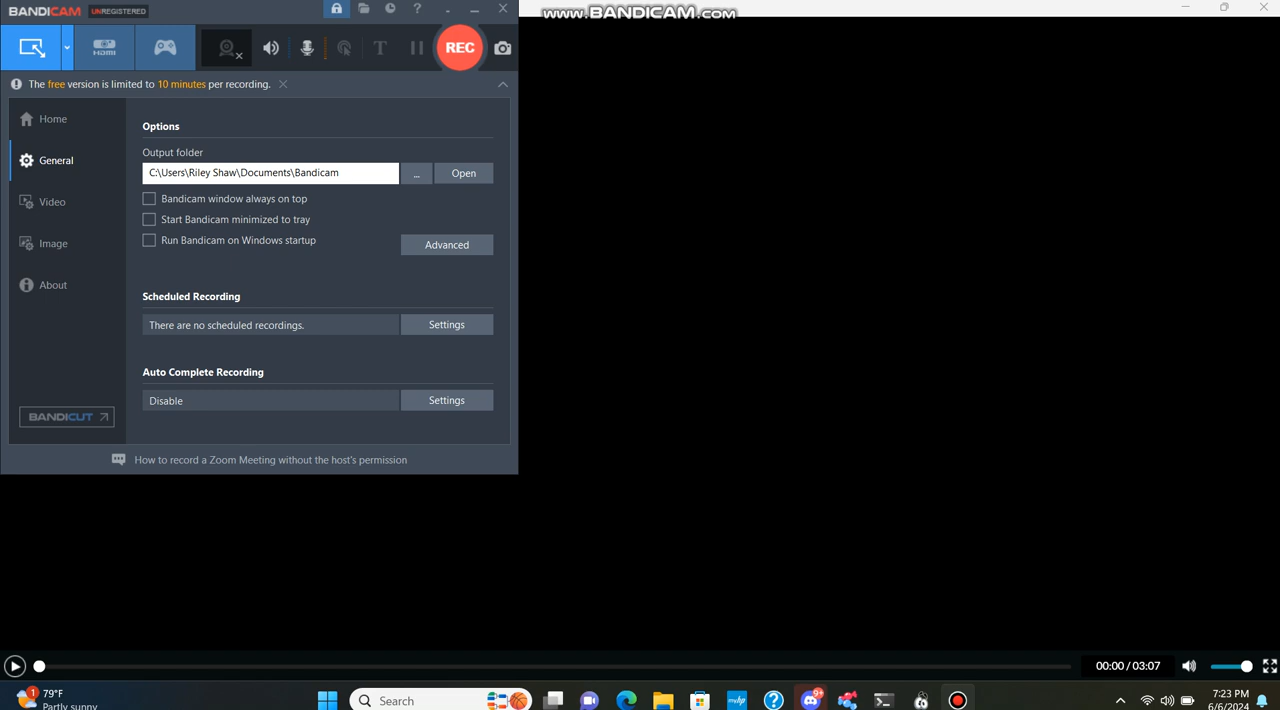 BANDICAM UNREGISTERED
www.BANDICAM.com
HDMI
T
REC
The free version is limited to 10 minutes per recording.
Home
General
Video
Image
About
BANDICUT
Options
Output folder
C:\Users\Riley Shaw\Documents\Bandicam
...
Open
Bandicam window always on top
Start Bandicam minimized to tray
Run Bandicam on Windows startup
Advanced
Scheduled Recording
There are no scheduled recordings.
Settings
Auto Complete Recording
Disable
Settings
How to record a Zoom Meeting without the host's permission
00:00 / 03:07
1
79°F
Partly sunny
Search
myhp
9+
7:23 PM
6/6/2024